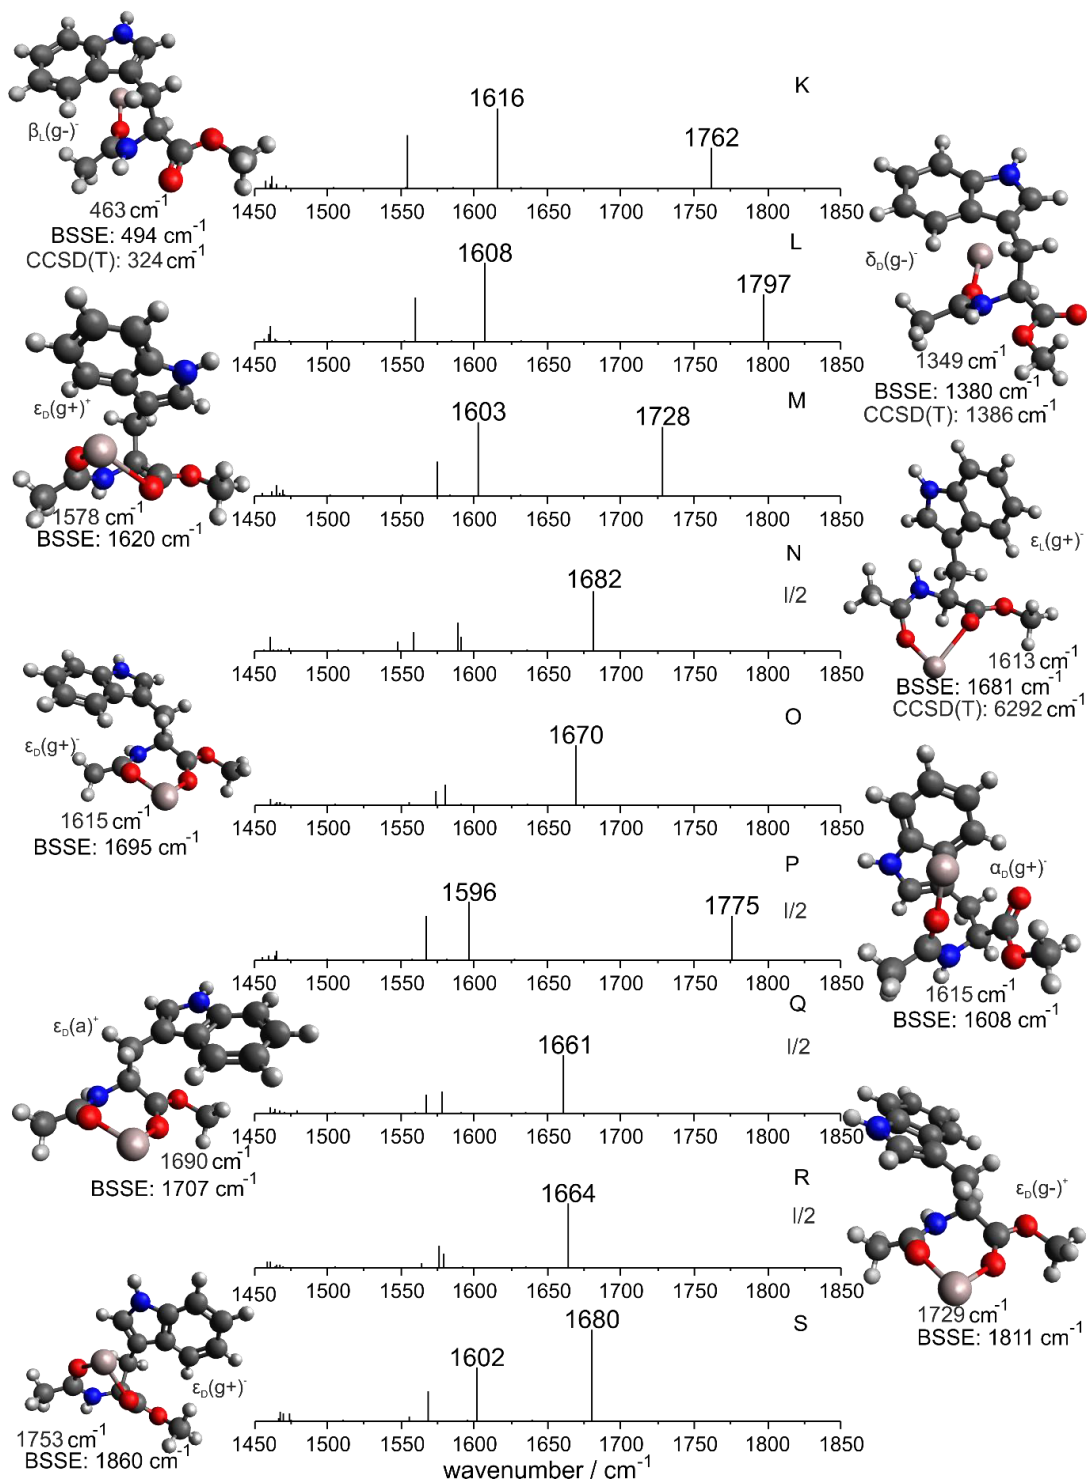 K
1616
1762
β_L(g-)⁻
463 cm⁻¹
BSSE: 494 cm⁻¹
CCSD(T): 324 cm⁻¹
1450 1500 1550 1600 1650 1700 1750 1800 1850
L
1608
1797
δ_D(g-)⁻
1349 cm⁻¹
BSSE: 1380 cm⁻¹
CCSD(T): 1386 cm⁻¹
1450 1500 1550 1600 1650 1700 1750 1800 1850
M
1603
1728
ε_D(g+)⁺
1578 cm⁻¹
BSSE: 1620 cm⁻¹
1450 1500 1550 1600 1650 1700 1750 1800 1850
N
I/2
1682
ε_L(g+)⁻
1613 cm⁻¹
BSSE: 1681 cm⁻¹
CCSD(T): 6292 cm⁻¹
1450 1500 1550 1600 1650 1700 1750 1800 1850
O
1670
ε_D(g+)⁻
1615 cm⁻¹
BSSE: 1695 cm⁻¹
1450 1500 1550 1600 1650 1700 1750 1800 1850
P
I/2
1596
1775
α_D(g+)⁻
1615 cm⁻¹
BSSE: 1608 cm⁻¹
1450 1500 1550 1600 1650 1700 1750 1800 1850
Q
I/2
1661
ε_D(a)⁺
1690 cm⁻¹
BSSE: 1707 cm⁻¹
1450 1500 1550 1600 1650 1700 1750 1800 1850
R
I/2
1664
ε_D(g-)⁺
1729 cm⁻¹
BSSE: 1811 cm⁻¹
1450 1500 1550 1600 1650 1700 1750 1800 1850
S
1602
1680
ε_D(g+)⁻
1753 cm⁻¹
BSSE: 1860 cm⁻¹
1450 1500 1550 1600 1650 1700 1750 1800 1850
wavenumber / cm⁻¹